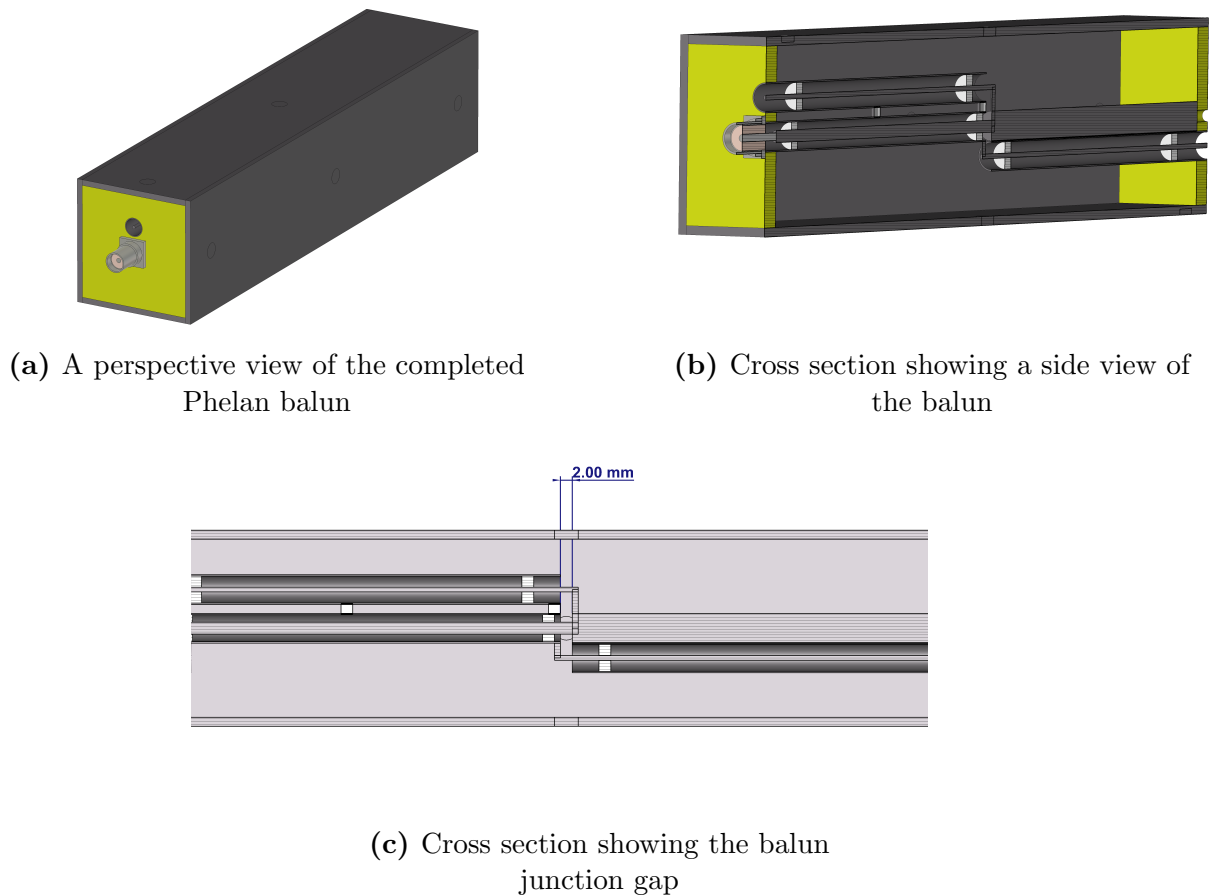 (a) A perspective view of the completed
Phelan balun
(b) Cross section showing a side view of
the balun
2.00 mm
(c) Cross section showing the balun
junction gap